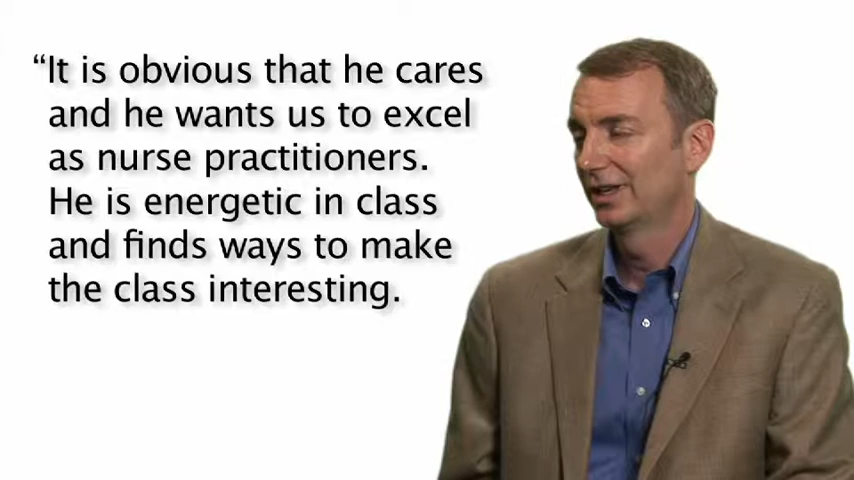 “It is obvious that he cares
and he wants us to excel
as nurse practitioners.
He is energetic in class
and finds ways to make
the class interesting.